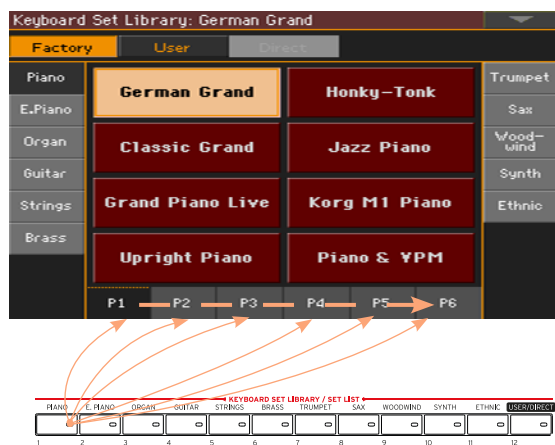 Keyboard Set Library: German Grand
Factory User Direct
Piano
E.Piano
Organ
Guitar
Strings
Brass
German Grand Honky-Tonk
Classic Grand Jazz Piano
Grand Piano Live Korg M1 Piano
Upright Piano Piano & ¥PM
Trumpet
Sax
Wood-
wind
Synth
Ethnic
P1 P2 P3 P4 P5 P6
KEYBOARD SET LIBRARY / SET LIST
PIANO E. PIANO ORGAN GUITAR STRINGS BRASS TRUMPET SAX WOODWIND SYNTH ETHNIC USER/DIRECT
1 2 3 4 5 6 7 8 9 10 11 12